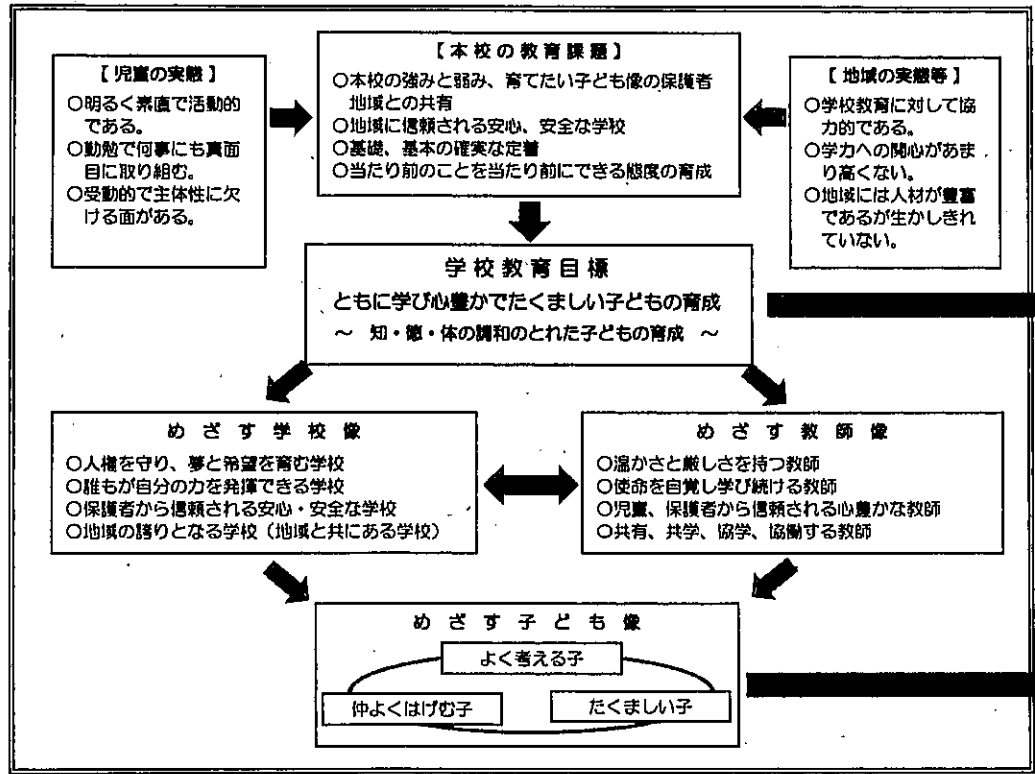 【児童の実態】
○明るく素直で活動的
である。
○勤勉で何事にも真面
目に取り組む。
○受動的で主体性に欠
ける面がある。
【本校の教育課題】
○本校の強みと弱み、育てたい子ども像の保護者
地域との共有
○地域に信頼される安心、安全な学校
○基礎、基本の確実な定着
○当たり前のことを当たり前にできる態度の育成
【地域の実態等】
○学校教育に対して協
力的である。
○学力への関心があま
り高くない。
○地域には人材が豊富
であるが生かしきれ
ていない。
学校教育目標
ともに学び心豊かでたくましい子どもの育成
～ 知・徳・体の調和のとれた子どもの育成 ～
めざす学校像
○人権を守り、夢と希望を育む学校
○誰もが自分の力を発揮できる学校
○保護者から信頼される安心・安全な学校
○地域の誇りとなる学校（地域と共にある学校）
めざす教師像
○温かさと厳しさを持つ教師
○使命を自覚し学び続ける教師
○児童、保護者から信頼される心豊かな教師
○共有、共学、協学、協働する教師
めざす子ども像
よく考える子
仲よくはげむ子
たくましい子